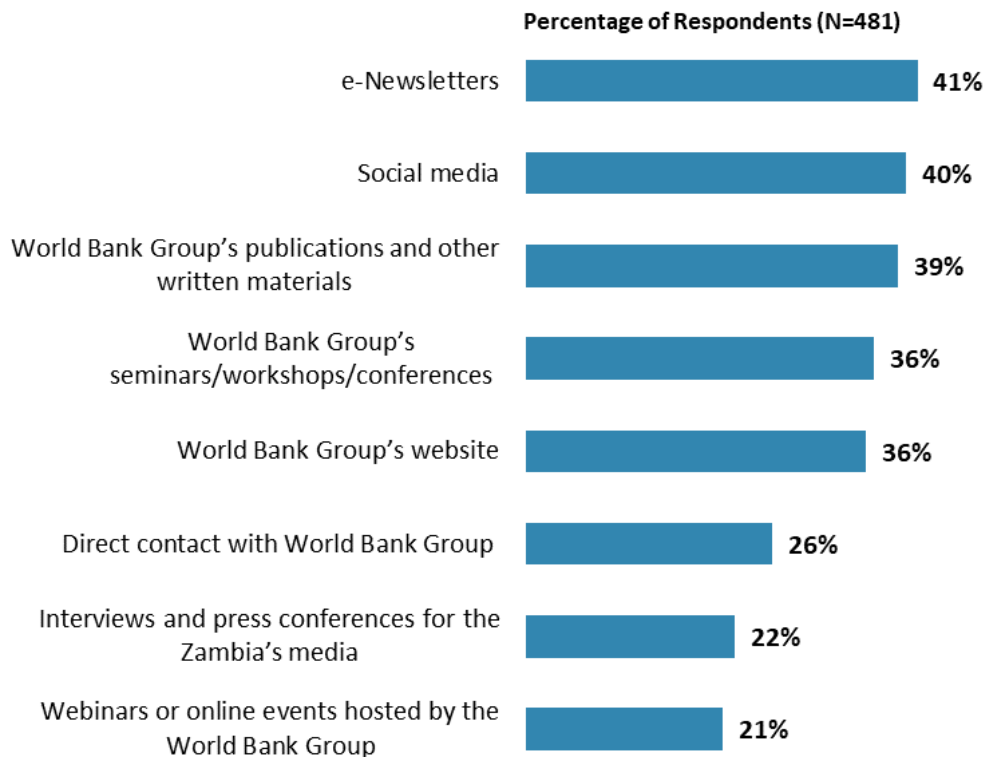 Percentage of Respondents (N=481)
e-Newsletters
41%
Social media
40%
World Bank Group’s publications and other
written materials
39%
World Bank Group’s
seminars/workshops/conferences
36%
World Bank Group’s website
36%
Direct contact with World Bank Group
26%
Interviews and press conferences for the
Zambia’s media
22%
Webinars or online events hosted by the
World Bank Group
21%